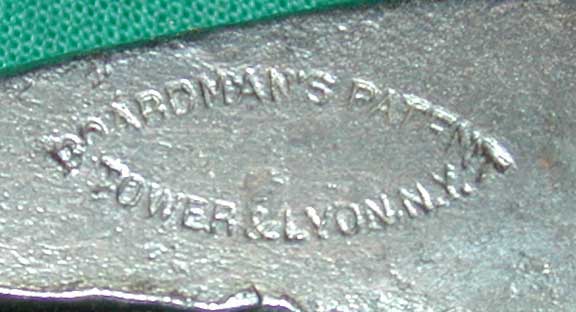 BOARDMAN'S PATENT
TOWER & LYON. N.Y.